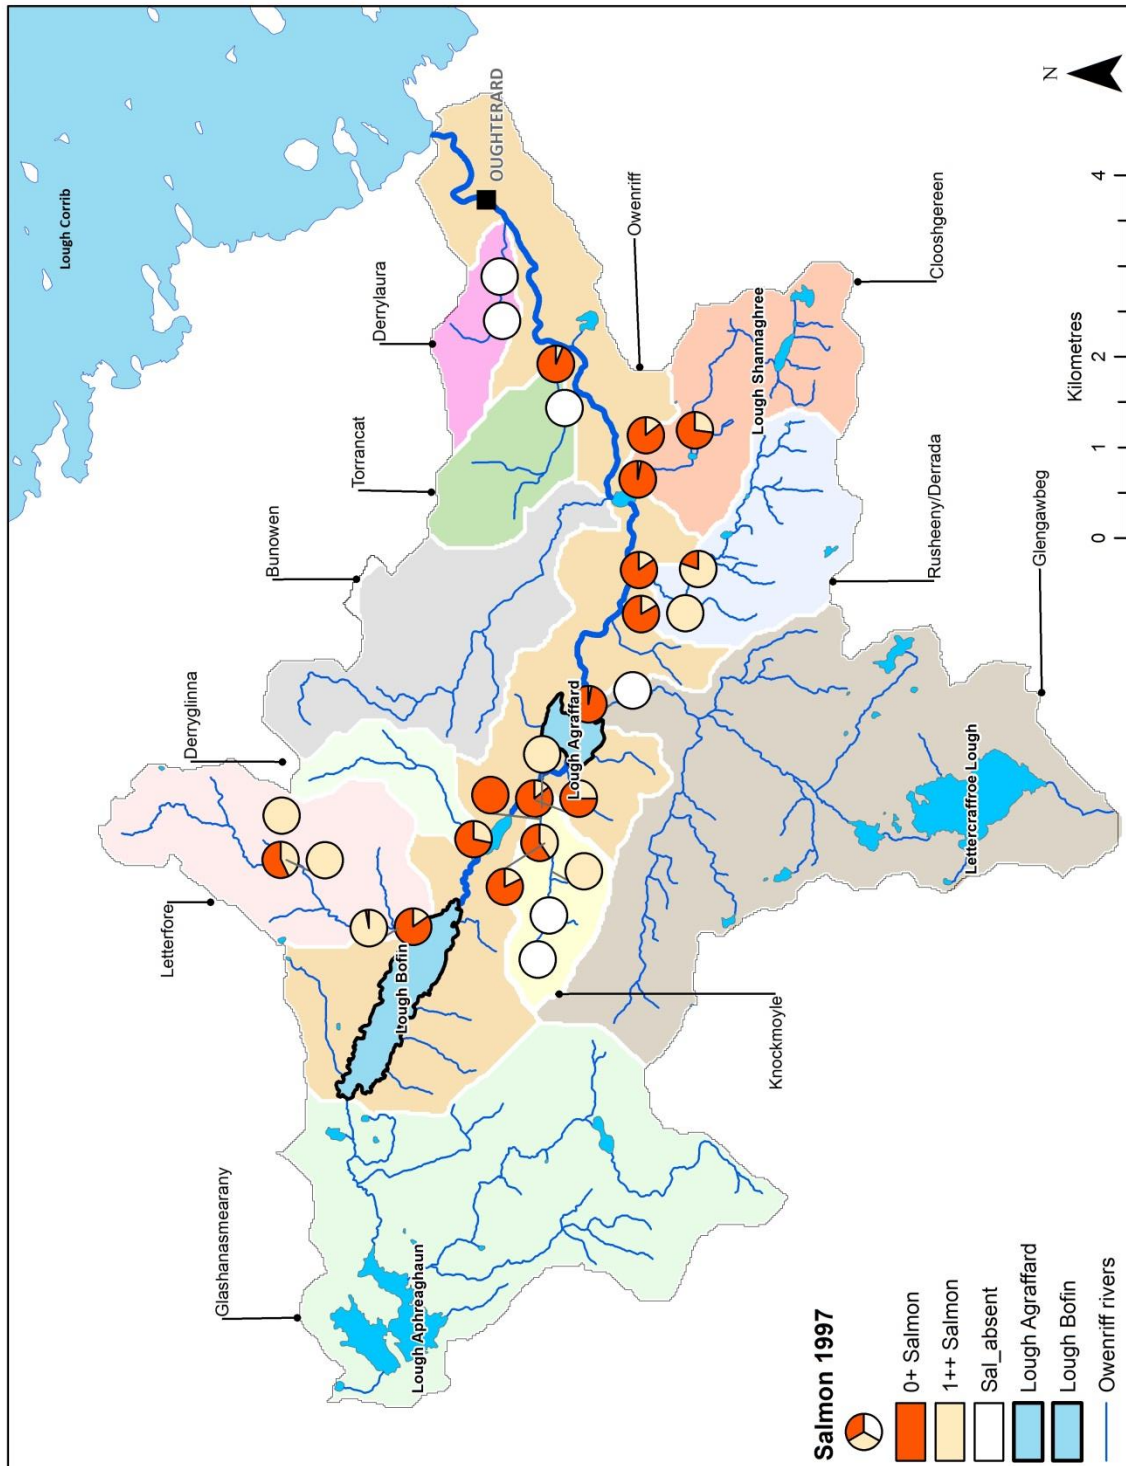 Lough Corrib
OUGHTERARD
Derrylaura
Torrancat
Bunowen
Derryglinna
Letterfore
Glashanasmearany
Owenriff
Clooshgereen
Lough Shannaghree
Rusheeny/Derrada
Glengawbeg
Lough Agraffard
Lough Bofin
Lettercraffroe Lough
Knockmoyle
Lough Aphreaghaun
N
Kilometres
0 1 2 4
Salmon 1997
0+ Salmon
1++ Salmon
Sal_absent
Lough Agraffard
Lough Bofin
Owenriff rivers